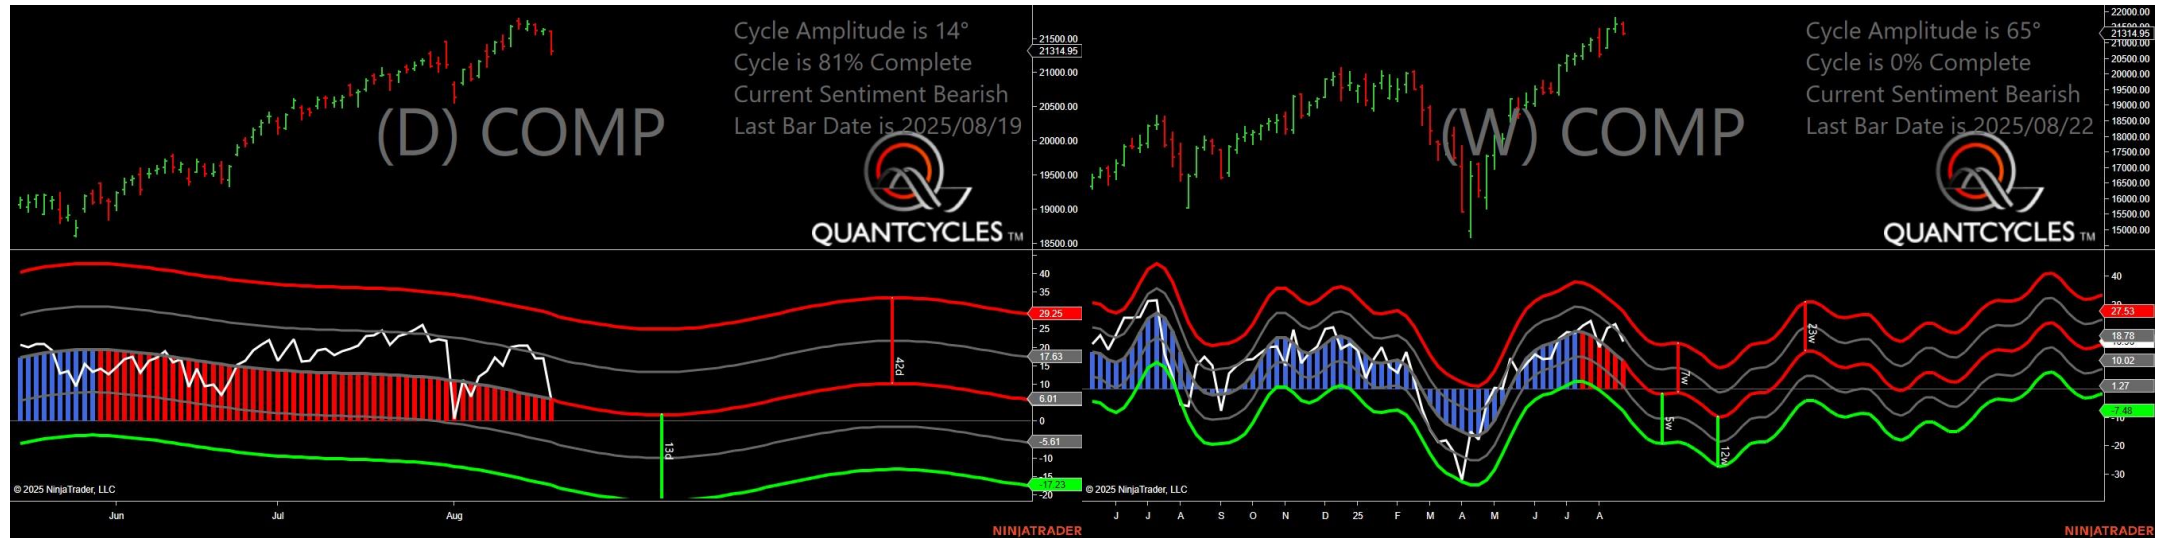 Cycle Amplitude is 14°
Cycle is 81% Complete
Current Sentiment Bearish
Last Bar Date is 2025/08/19
(D) COMP
QUANTCYCLES TM
21500.00
21314.95
21000.00
20500.00
20000.00
19500.00
19000.00
18500.00
40
35
29.25
25
20
17.63
15
10
6.01
0
-5.61
-10
-15
-17.23
-20
42d
13d
© 2025 NinjaTrader, LLC
Jun Jul Aug
NINJATRADER
Cycle Amplitude is 65°
Cycle is 0% Complete
Current Sentiment Bearish
Last Bar Date is 2025/08/22
(W) COMP
QUANTCYCLES TM
22000.00
21314.95
21000.00
20500.00
20000.00
19500.00
19000.00
18500.00
18000.00
17500.00
17000.00
16500.00
16000.00
15500.00
15000.00
40
27.53
18.78
10.02
1.27
-7.48
-20
-30
7w
5w
12w
23w
© 2025 NinjaTrader, LLC
J J A S O N D 25 F M A M J J A
NINJATRADER